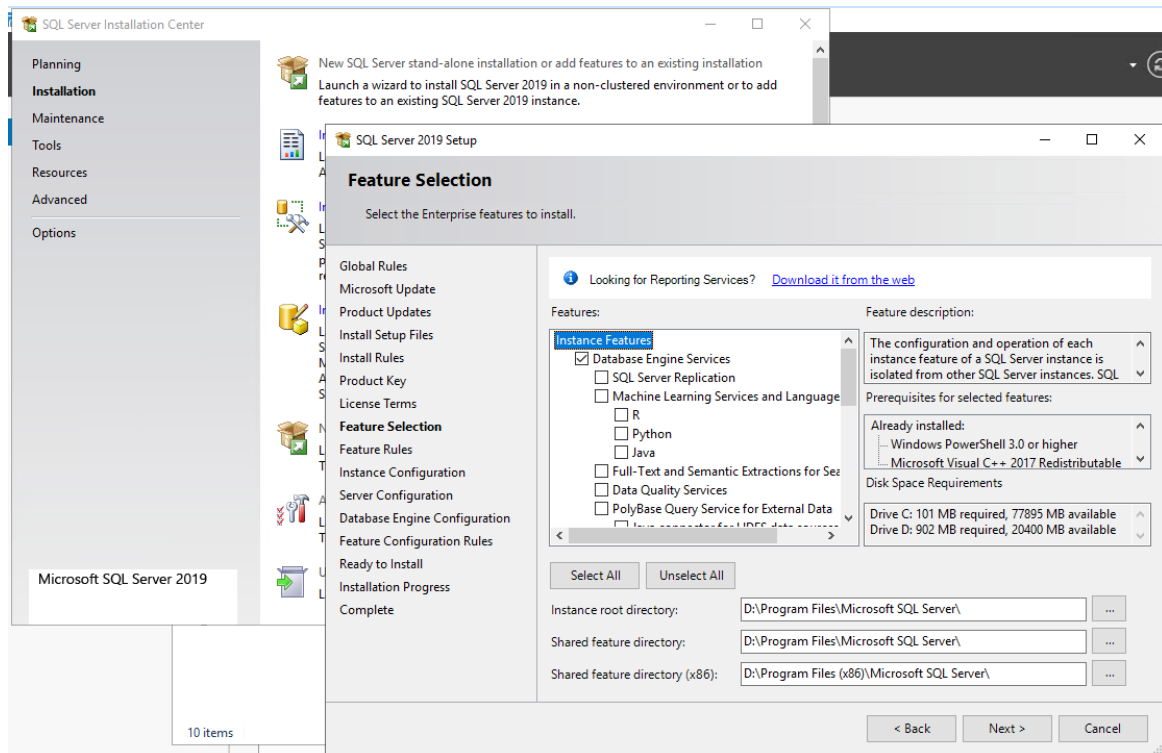 SQL Server Installation Center
Planning
Installation
Maintenance
Tools
Resources
Advanced
Options
Microsoft SQL Server 2019
New SQL Server stand-alone installation or add features to an existing installation
Launch a wizard to install SQL Server 2019 in a non-clustered environment or to add
features to an existing SQL Server 2019 instance.
10 items
SQL Server 2019 Setup
Feature Selection
Select the Enterprise features to install.
Global Rules
Microsoft Update
Product Updates
Install Setup Files
Install Rules
Product Key
License Terms
Feature Selection
Feature Rules
Instance Configuration
Server Configuration
Database Engine Configuration
Feature Configuration Rules
Ready to Install
Installation Progress
Complete
Looking for Reporting Services? Download it from the web
Features:
Instance Features
Database Engine Services
SQL Server Replication
Machine Learning Services and Language
R
Python
Java
Full-Text and Semantic Extractions for Sea
Data Quality Services
PolyBase Query Service for External Data
Java connector for HDFS data sources
Feature description:
The configuration and operation of each
instance feature of a SQL Server instance is
isolated from other SQL Server instances. SQL
Prerequisites for selected features:
Already installed:
Windows PowerShell 3.0 or higher
Microsoft Visual C++ 2017 Redistributable
Disk Space Requirements
Drive C: 101 MB required, 77895 MB available
Drive D: 902 MB required, 20400 MB available
Select All
Unselect All
Instance root directory: D:\Program Files\Microsoft SQL Server\ ...
Shared feature directory: D:\Program Files\Microsoft SQL Server\ ...
Shared feature directory (x86): D:\Program Files (x86)\Microsoft SQL Server\ ...
< Back
Next >
Cancel